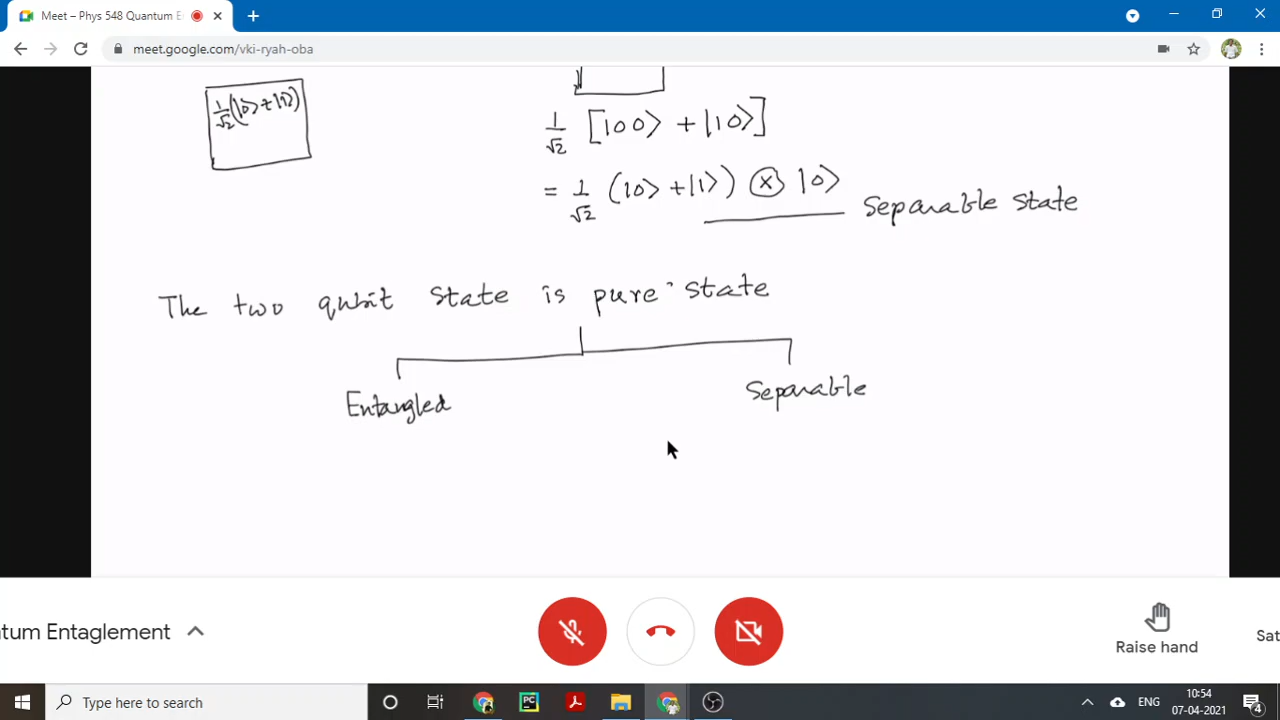 Meet – Phys 548 Quantum E
meet.google.com/vki-ryah-oba
1/√2 (|0> + |1>)
1/√2 [|00> + |10>]
= 1/√2 (|0> + |1>) ⊗ |0>
Separable State
The two qubit state is pure state
Entangled
Separable
ntum Entaglement
Raise hand
Sat
Type here to search
ENG
10:54
07-04-2021
4